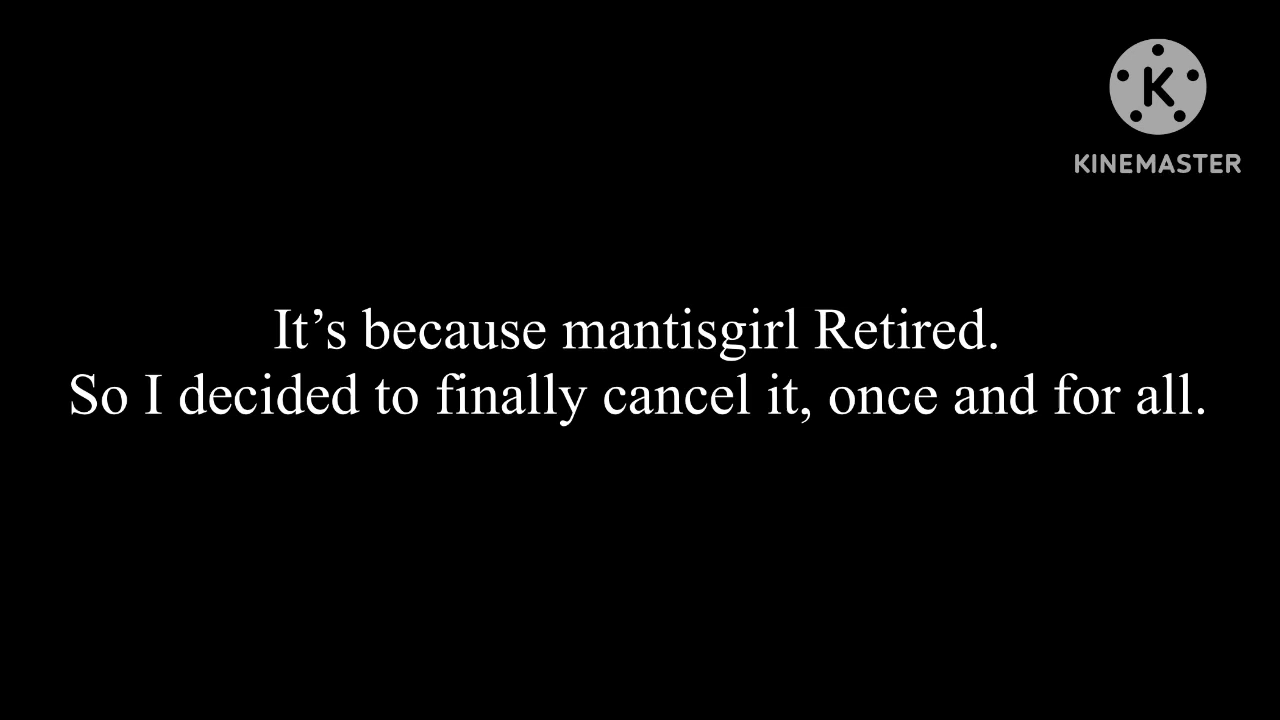 K
KINEMASTER
It’s because mantisgirl Retired.
So I decided to finally cancel it, once and for all.